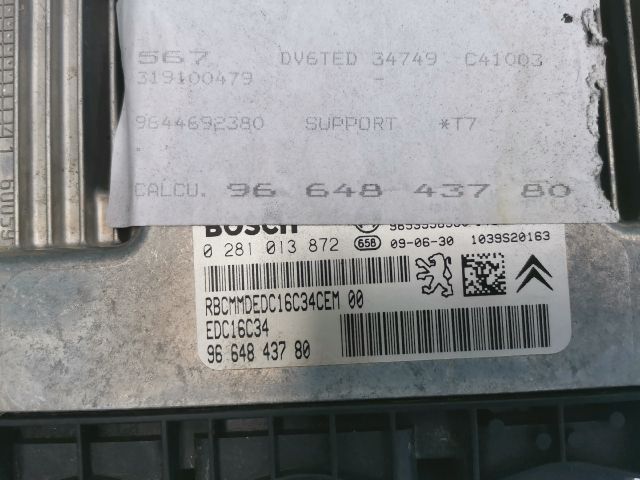 567 DV6TED 34749 C41003
319100479 -
9644692380 SUPPORT *T7
CALCU. 96 648 437 80
BOSCH
0 281 013 872 658 09-06-30 1039S20163
RBCMMDEDC16C34CEM 00
EDC16C34
96 648 437 80